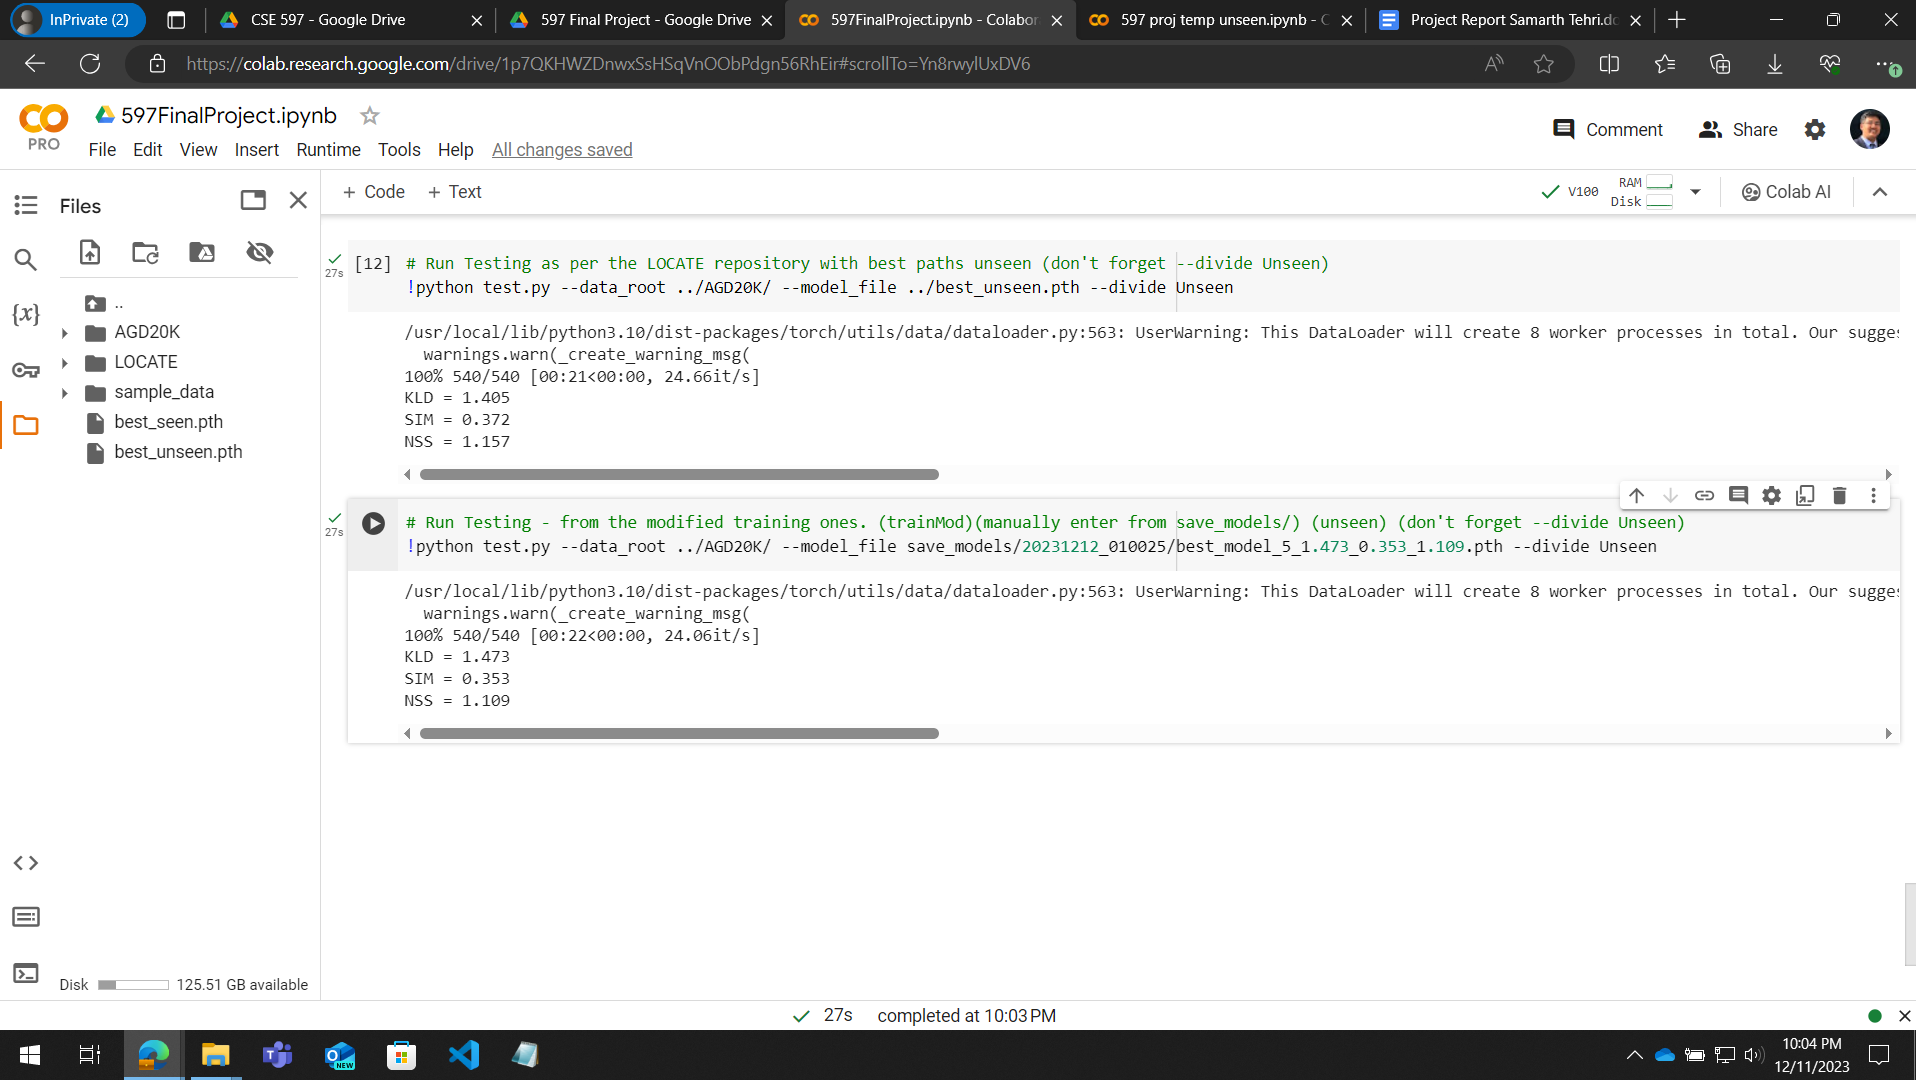 InPrivate (2)
CSE 597 - Google Drive
597 Final Project - Google Drive
597FinalProject.ipynb - Colabor
597 proj temp unseen.ipynb - C
Project Report Samarth Tehri.do
https://colab.research.google.com/drive/1p7QKHWZDnwxSsHSqVnOObPdgn56RhEir#scrollTo=Yn8rwylUxDV6
PRO
597FinalProject.ipynb
File Edit View Insert Runtime Tools Help All changes saved
Comment
Share
Files
+ Code + Text
V100
RAM
Disk
Colab AI
..
AGD20K
LOCATE
sample_data
best_seen.pth
best_unseen.pth
{x}
27s
[12]
# Run Testing as per the LOCATE repository with best paths unseen (don't forget --divide Unseen)
!python test.py --data_root ../AGD20K/ --model_file ../best_unseen.pth --divide Unseen
/usr/local/lib/python3.10/dist-packages/torch/utils/data/dataloader.py:563: UserWarning: This DataLoader will create 8 worker processes in total. Our sugges
warnings.warn(_create_warning_msg(
100% 540/540 [00:21<00:00, 24.66it/s]
KLD = 1.405
SIM = 0.372
NSS = 1.157
27s
# Run Testing - from the modified training ones. (trainMod)(manually enter from save_models/) (unseen) (don't forget --divide Unseen)
!python test.py --data_root ../AGD20K/ --model_file save_models/20231212_010025/best_model_5_1.473_0.353_1.109.pth --divide Unseen
/usr/local/lib/python3.10/dist-packages/torch/utils/data/dataloader.py:563: UserWarning: This DataLoader will create 8 worker processes in total. Our sugges
warnings.warn(_create_warning_msg(
100% 540/540 [00:22<00:00, 24.06it/s]
KLD = 1.473
SIM = 0.353
NSS = 1.109
Disk 125.51 GB available
27s completed at 10:03 PM
NEW
10:04 PM
12/11/2023